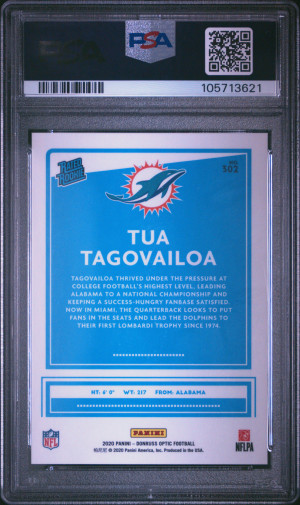 PSA
105713621
RATED
ROOKIE
NO.
302
TUA
TAGOVAILOA
TAGOVAILOA THRIVED UNDER THE PRESSURE AT
COLLEGE FOOTBALL'S HIGHEST LEVEL, LEADING
ALABAMA TO A NATIONAL CHAMPIONSHIP AND
KEEPING A SUCCESS-HUNGRY FANBASE SATISFIED.
NOW IN MIAMI, THE QUARTERBACK LOOKS TO PUT
FANS IN THE SEATS AND LEAD THE DOLPHINS TO
THEIR FIRST LOMBARDI TROPHY SINCE 1974.
HT: 6' 0" WT: 217 FROM: ALABAMA
NFL
PANINI
NFLPA
2020 PANINI - DONRUSS OPTIC FOOTBALL
© 2020 Panini America, Inc. Produced in the USA.